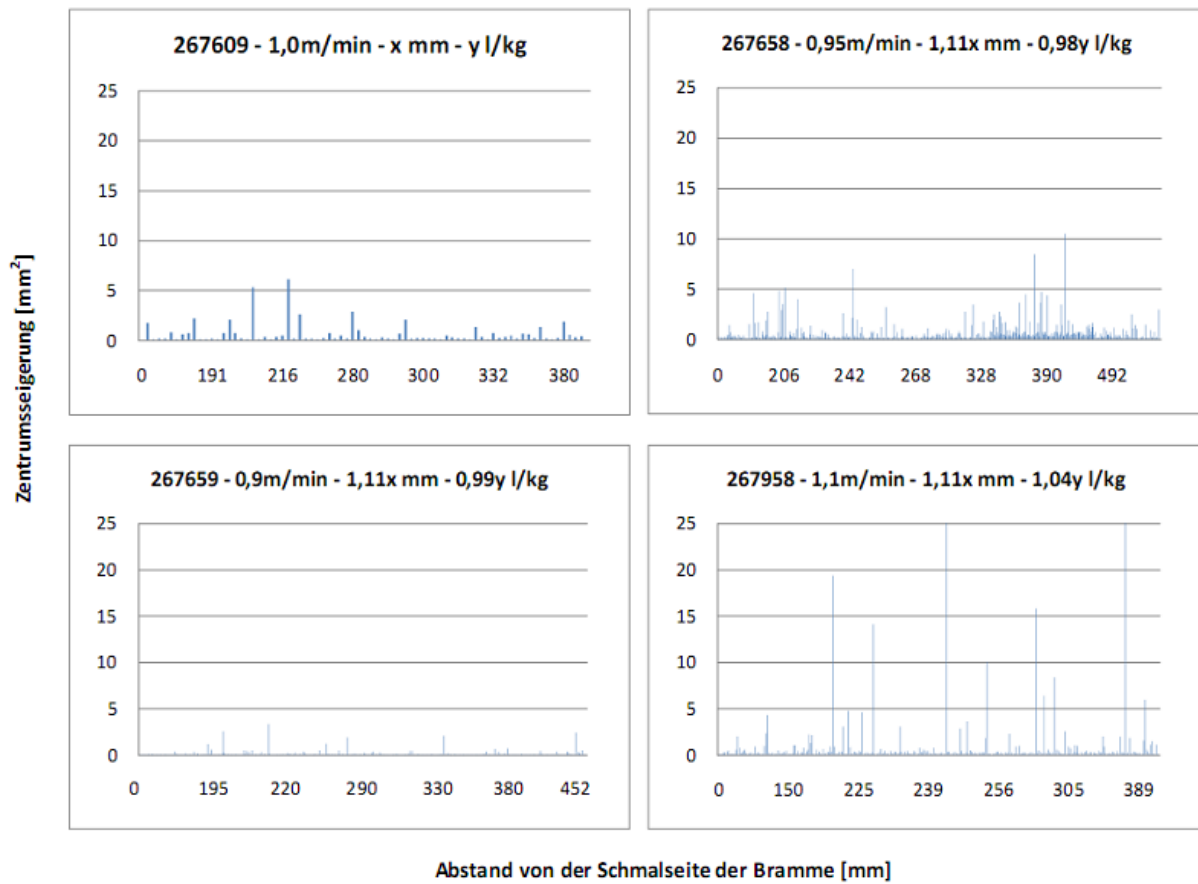 Zentrumsseigerung [mm²]
267609 - 1,0m/min - x mm - y l/kg
25
20
15
10
5
0
0 191 216 280 300 332 380
267658 - 0,95m/min - 1,11x mm - 0,98y l/kg
25
20
15
10
5
0
0 206 242 268 328 390 492
267659 - 0,9m/min - 1,11x mm - 0,99y l/kg
25
20
15
10
5
0
0 195 220 290 330 380 452
267958 - 1,1m/min - 1,11x mm - 1,04y l/kg
25
20
15
10
5
0
0 150 225 239 256 305 389
Abstand von der Schmalseite der Bramme [mm]